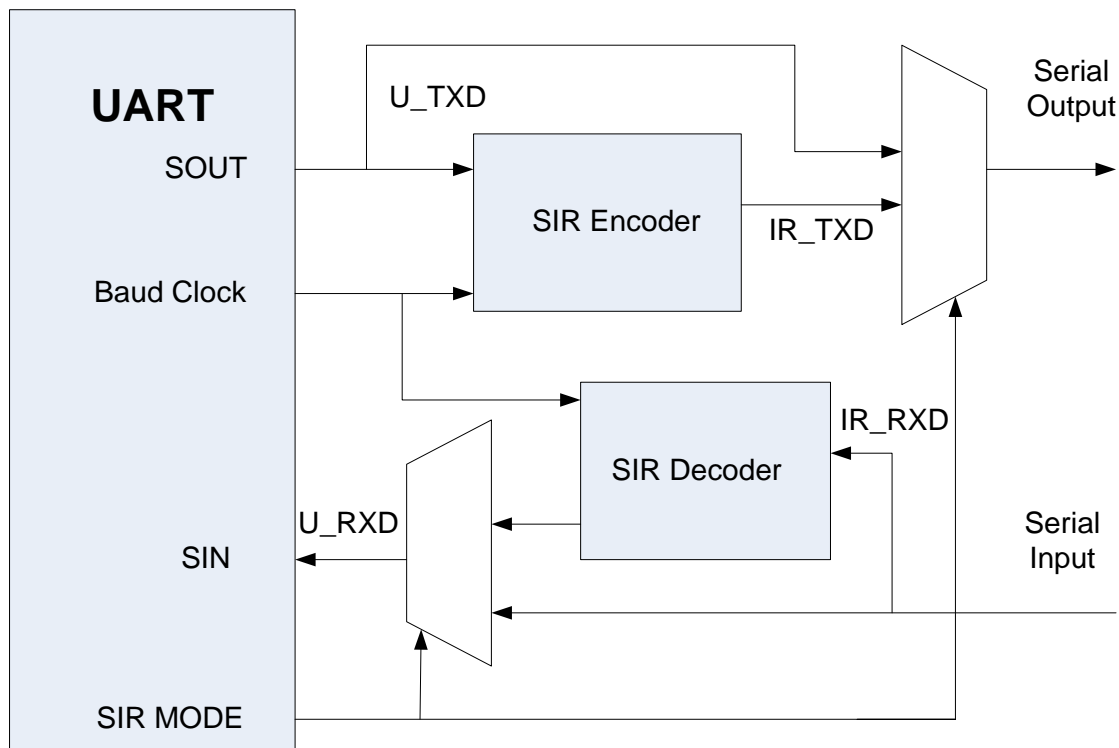 UART
U_TXD
Serial
Output
SOUT
SIR Encoder
IR_TXD
Baud Clock
IR_RXD
SIR Decoder
U_RXD
Serial
Input
SIN
SIR MODE